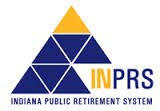 INPRS
INDIANA PUBLIC RETIREMENT SYSTEM